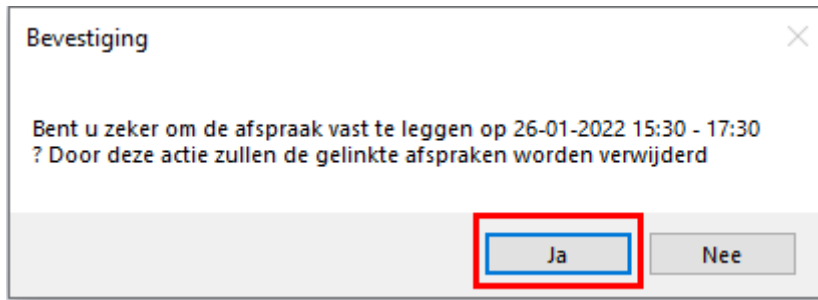 Bevestiging
Bent u zeker om de afspraak vast te leggen op 26-01-2022 15:30 - 17:30
? Door deze actie zullen de gelinkte afspraken worden verwijderd
Ja Nee